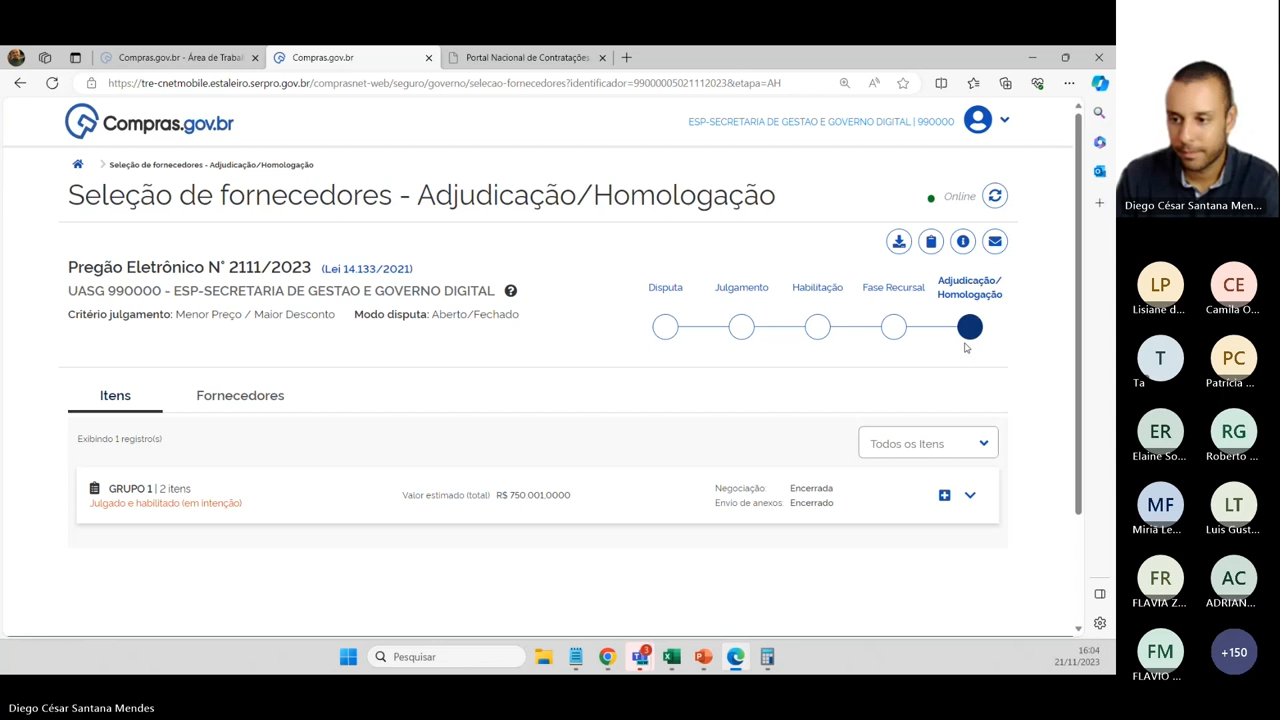 Compras.gov.br - Área de Trabal
Compras.gov.br
Portal Nacional de Contratações
https://tre-cnetmobile.estaleiro.serpro.gov.br/comprasnet-web/seguro/governo/selecao-fornecedores?identificador=99000005021112023&etapa=AH
Compras.gov.br
ESP-SECRETARIA DE GESTAO E GOVERNO DIGITAL | 990000
Seleção de fornecedores - Adjudicação/Homologação
Seleção de fornecedores - Adjudicação/Homologação
Online
Pregão Eletrônico N° 2111/2023 (Lei 14.133/2021)
UASG 990000 - ESP-SECRETARIA DE GESTAO E GOVERNO DIGITAL
Critério julgamento: Menor Preço / Maior Desconto Modo disputa: Aberto/Fechado
Disputa
Julgamento
Habilitação
Fase Recursal
Adjudicação/
Homologação
Itens
Fornecedores
Exibindo 1 registro(s)
Todos os Itens
GRUPO 1 | 2 itens
Julgado e habilitado (em intenção)
Valor estimado (total) R$ 750.001,0000
Negociação: Encerrada
Envio de anexos: Encerrado
Pesquisar
3
16:04
21/11/2023
Diego César Santana Men...
LP
Lisiane d...
CE
Camila O...
T
Ta
PC
Patrícia ...
ER
Elaine So...
RG
Roberto ...
MF
Miriã Le...
LT
Luis Gust...
FR
FLAVIA Z...
AC
ADRIAN...
FM
FLAVIO ...
+150
Diego César Santana Mendes